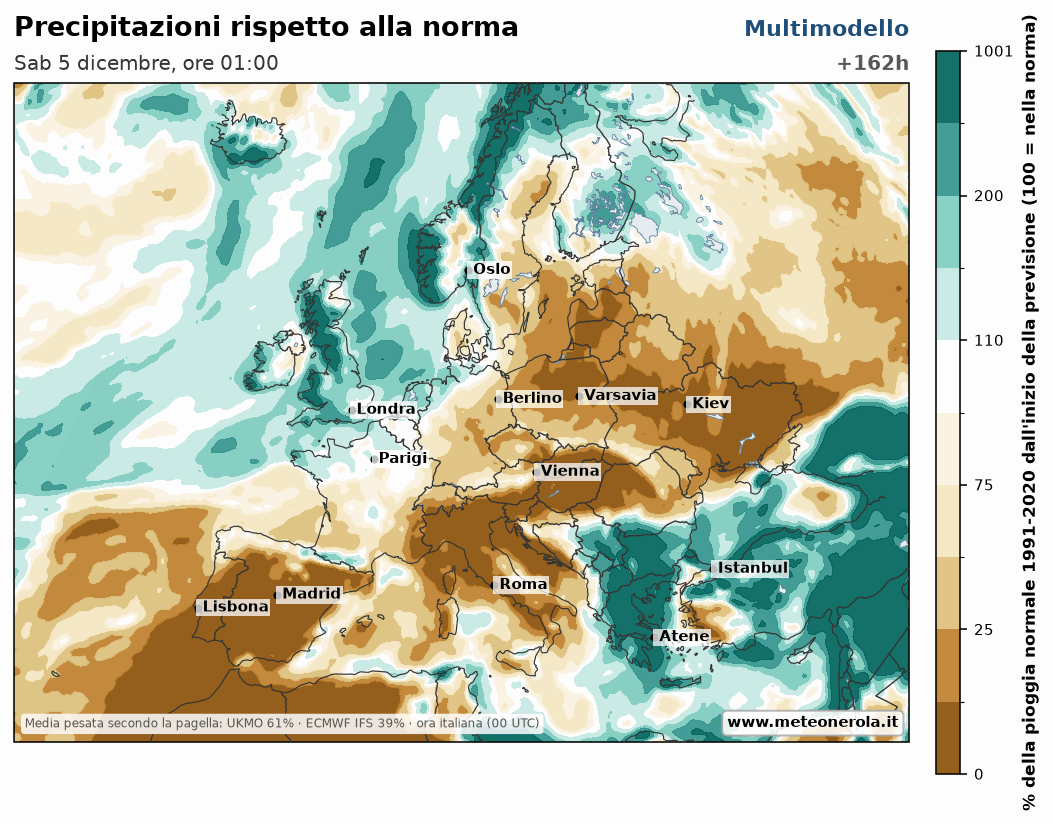 Precipitazioni rispetto alla norma
Multimodello
Sab 5 dicembre, ore 01:00
+162h
Oslo
Londra
Berlino
Varsavia
Kiev
Parigi
Vienna
Istanbul
Roma
Madrid
Lisbona
Atene
Media pesata secondo la pagella: UKMO 61% · ECMWF IFS 39% · ora italiana (00 UTC)
www.meteonerola.it
1001
200
110
75
25
0
% della pioggia normale 1991-2020 dall'inizio della previsione (100 = nella norma)